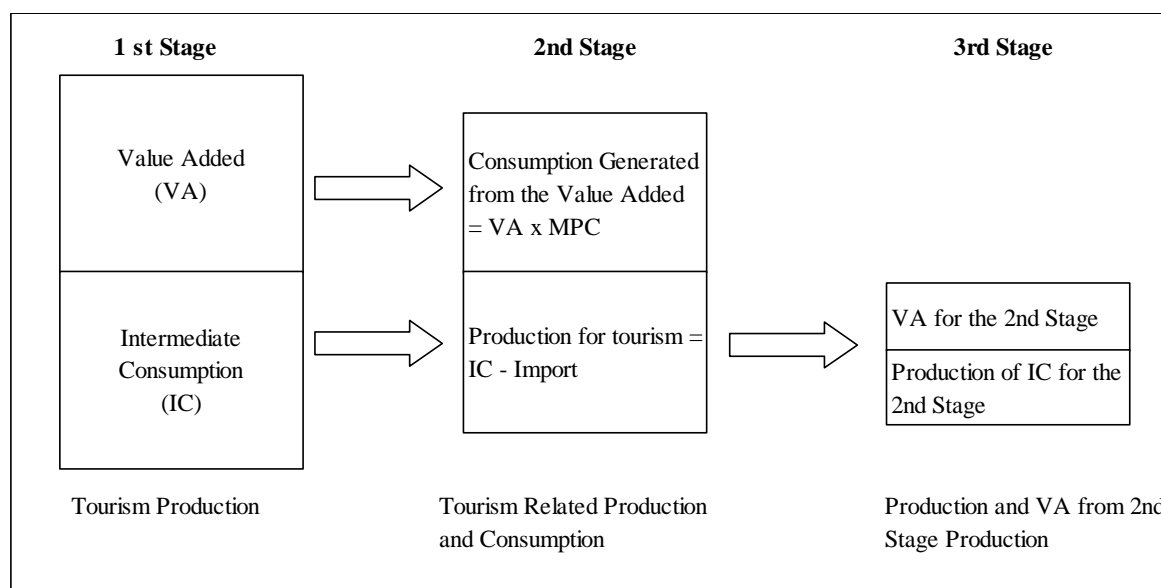 1 st Stage
2nd Stage
3rd Stage
Value Added
(VA)
Consumption Generated
from the Value Added
= VA x MPC
Intermediate
Consumption
(IC)
Production for tourism =
IC - Import
VA for the 2nd Stage
Production of IC for the
2nd Stage
Tourism Production
Tourism Related Production
and Consumption
Production and VA from 2nd
Stage Production